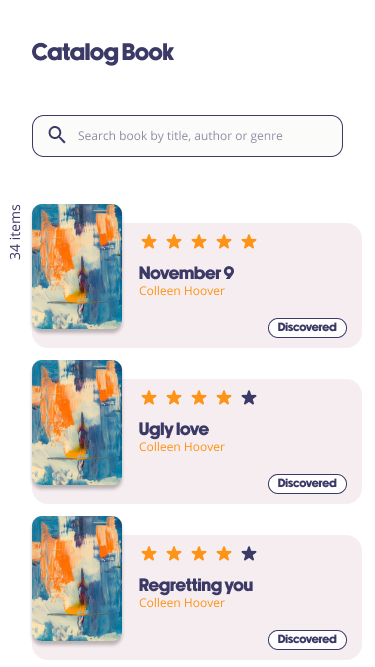 Catalog Book
Search book by title, author or genre
34 items
November 9
Colleen Hoover
Discovered
Ugly love
Colleen Hoover
Discovered
Regretting you
Colleen Hoover
Discovered